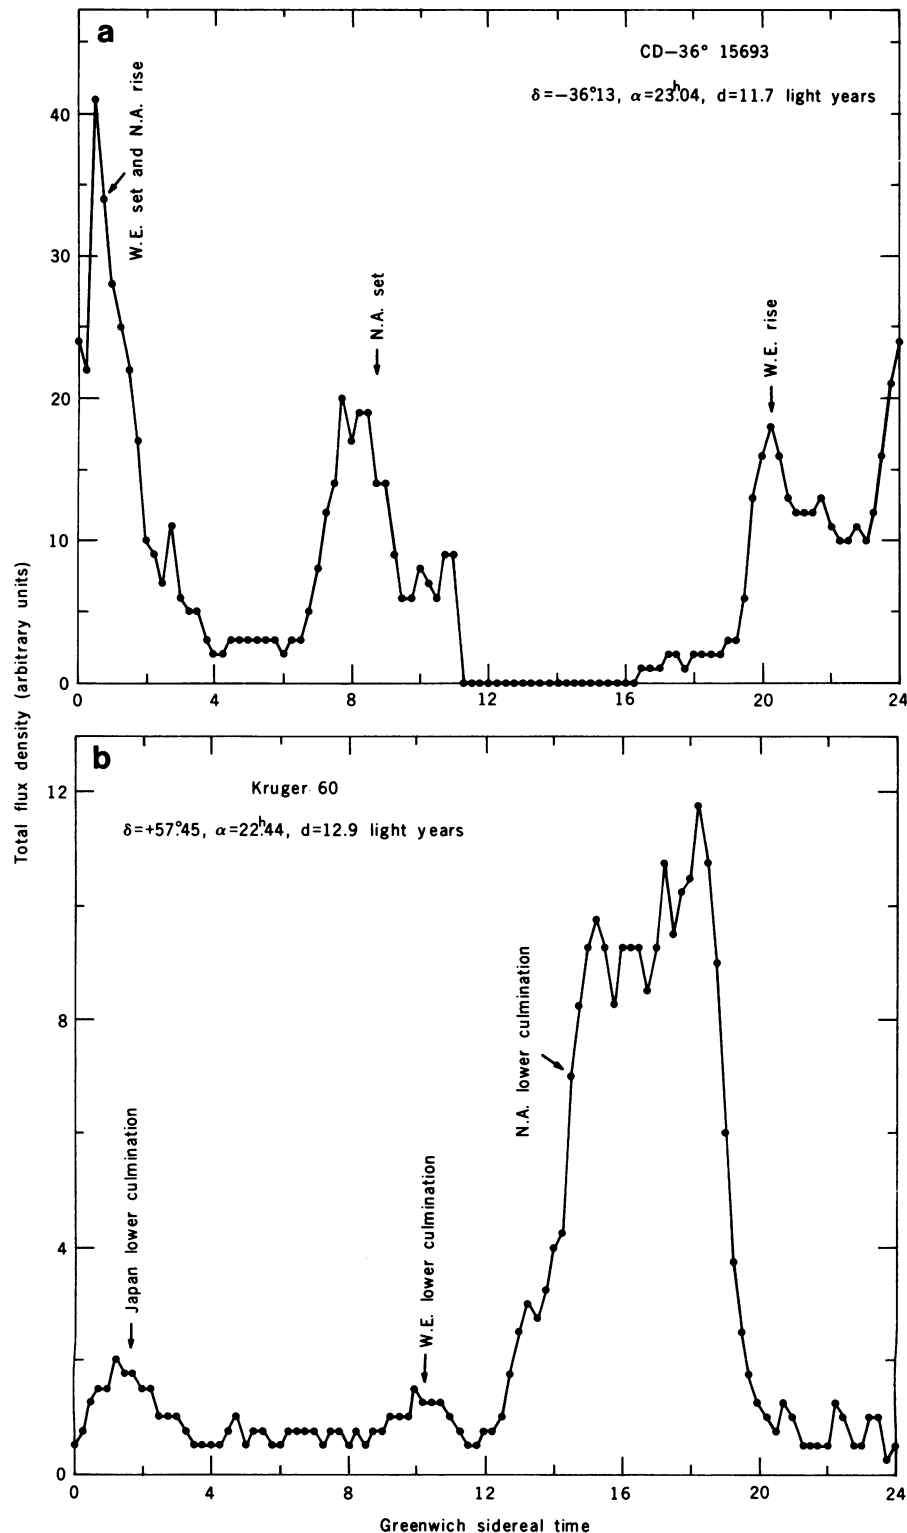 a
CD−36° 15693
δ=−36°.13, α=23ʰ.04, d=11.7 light years
W.E. set and N.A. rise
N.A. set
W.E. rise
40
30
20
10
0
0
4
8
12
16
20
24
Total flux density (arbitrary units)
b
Kruger 60
δ=+57°.45, α=22ʰ.44, d=12.9 light years
Japan lower culmination
W.E. lower culmination
N.A. lower culmination
12
8
4
0
0
4
8
12
16
20
24
Greenwich sidereal time